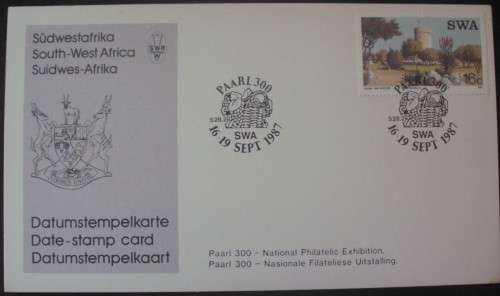 Südwestafrika
South-West Africa
Suidwes-Afrika
SWA
Datumstempelkarte
Date-stamp card
Datumstempelkaart
SWA
16c
PAARL 300
SWA
16-19 SEPT 1987
PAARL 300
SWA
16-19 SEPT 1987
Paarl 300 – National Philatelic Exhibition.
Paarl 300 – Nasionale Filateliese Uitstalling.